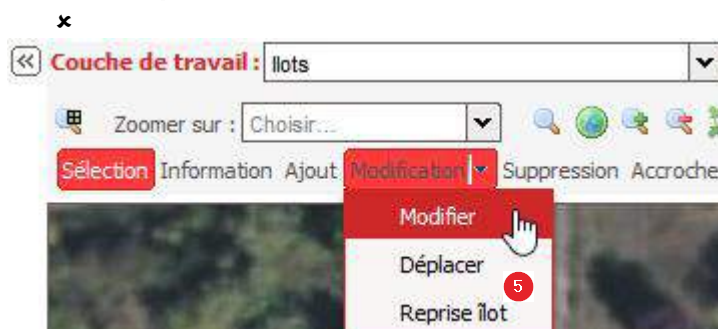 Couche de travail : Ilots
Zoomer sur : Choisir...
Sélection Information Ajout Modification Suppression Accroche
Modifier
Déplacer
5
Reprise îlot